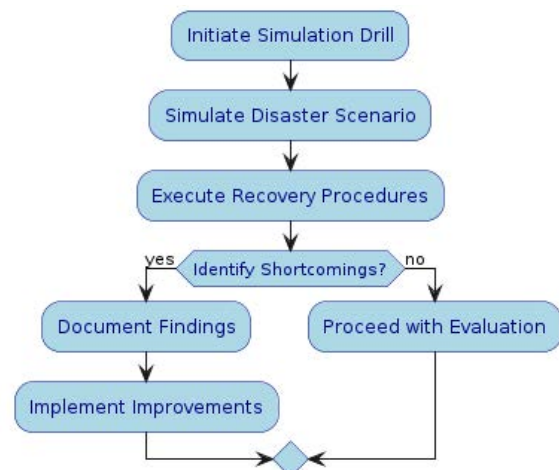 Initiate Simulation Drill
Simulate Disaster Scenario
Execute Recovery Procedures
yes
Identify Shortcomings?
no
Document Findings
Proceed with Evaluation
Implement Improvements